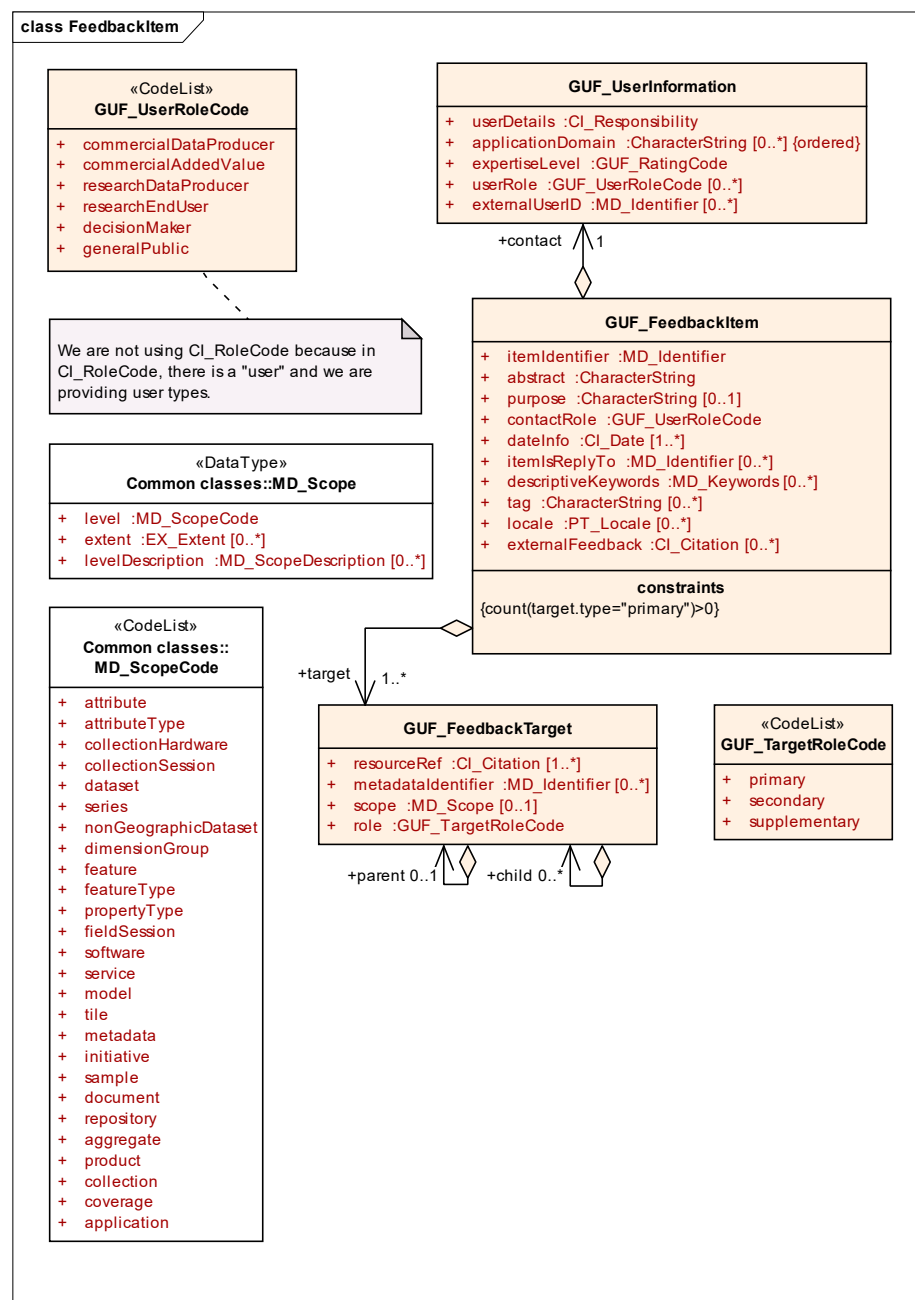 class FeedbackItem
«CodeList»
GUF_UserRoleCode
+ commercialDataProducer
+ commercialAddedValue
+ researchDataProducer
+ researchEndUser
+ decisionMaker
+ generalPublic
GUF_UserInformation
+ userDetails :CI_Responsibility
+ applicationDomain :CharacterString [0..*] {ordered}
+ expertiseLevel :GUF_RatingCode
+ userRole :GUF_UserRoleCode [0..*]
+ externalUserID :MD_Identifier [0..*]
+contact 1
We are not using CI_RoleCode because in
CI_RoleCode, there is a "user" and we are
providing user types.
GUF_FeedbackItem
+ itemIdentifier :MD_Identifier
+ abstract :CharacterString
+ purpose :CharacterString [0..1]
+ contactRole :GUF_UserRoleCode
+ dateInfo :CI_Date [1..*]
+ itemIsReplyTo :MD_Identifier [0..*]
+ descriptiveKeywords :MD_Keywords [0..*]
+ tag :CharacterString [0..*]
+ locale :PT_Locale [0..*]
+ externalFeedback :CI_Citation [0..*]
constraints
{count(target.type="primary")>0}
«DataType»
Common classes::MD_Scope
+ level :MD_ScopeCode
+ extent :EX_Extent [0..*]
+ levelDescription :MD_ScopeDescription [0..*]
«CodeList»
Common classes::
MD_ScopeCode
+ attribute
+ attributeType
+ collectionHardware
+ collectionSession
+ dataset
+ series
+ nonGeographicDataset
+ dimensionGroup
+ feature
+ featureType
+ propertyType
+ fieldSession
+ software
+ service
+ model
+ tile
+ metadata
+ initiative
+ sample
+ document
+ repository
+ aggregate
+ product
+ collection
+ coverage
+ application
+target 1..*
GUF_FeedbackTarget
+ resourceRef :CI_Citation [1..*]
+ metadataIdentifier :MD_Identifier [0..*]
+ scope :MD_Scope [0..1]
+ role :GUF_TargetRoleCode
+parent 0..1 +child 0..*
«CodeList»
GUF_TargetRoleCode
+ primary
+ secondary
+ supplementary